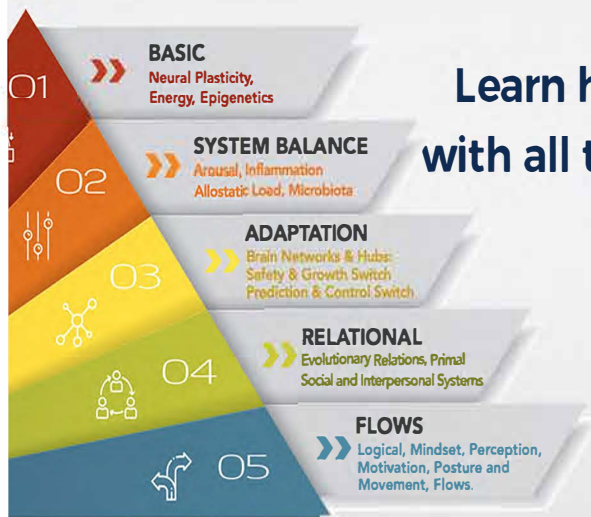 01
BASIC
Neural Plasticity,
Energy, Epigenetics
Learn
with all
02
SYSTEM BALANCE
Arousal, Inflammation
Allostatic Load, Microbiota
03
ADAPTATION
Brain Networks & Hubs:
Safety & Growth Switch
Prediction & Control Switch
04
RELATIONAL
Evolutionary Relations, Primal
Social and Interpersonal Systems
05
FLOWS
Logical, Mindset, Perception,
Motivation, Posture and
Movement, Flows.